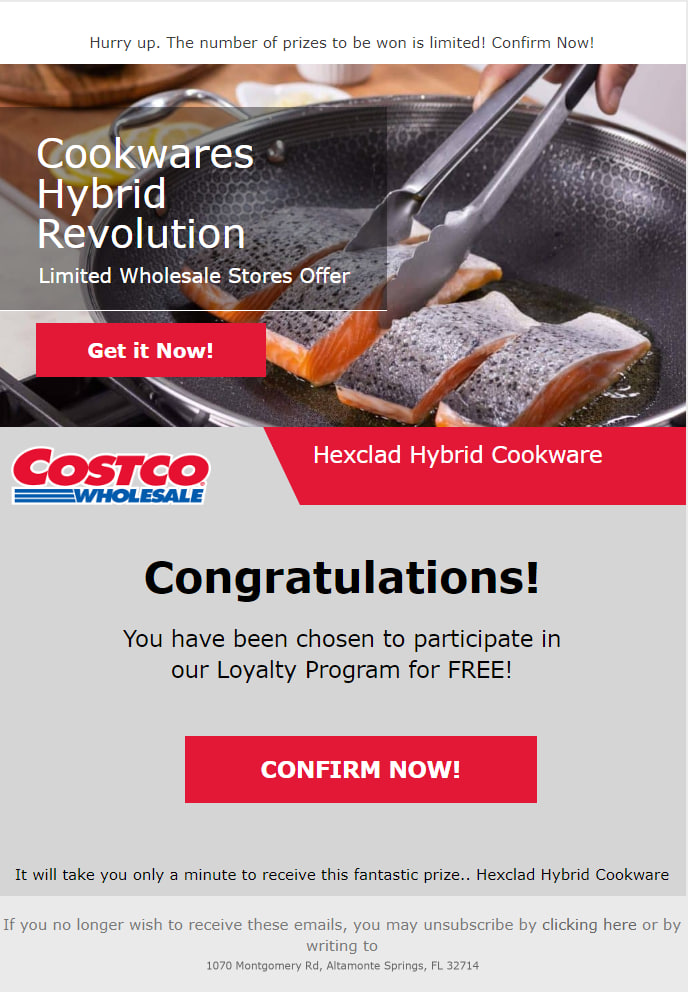 Hurry up. The number of prizes to be won is limited! Confirm Now!
Cookwares
Hybrid
Revolution
Limited Wholesale Stores Offer
Get it Now!
COSTCO
WHOLESALE
Hexclad Hybrid Cookware
Congratulations!
You have been chosen to participate in
our Loyalty Program for FREE!
CONFIRM NOW!
It will take you only a minute to receive this fantastic prize.. Hexclad Hybrid Cookware
If you no longer wish to receive these emails, you may unsubscribe by clicking here or by
writing to
1070 Montgomery Rd, Altamonte Springs, FL 32714